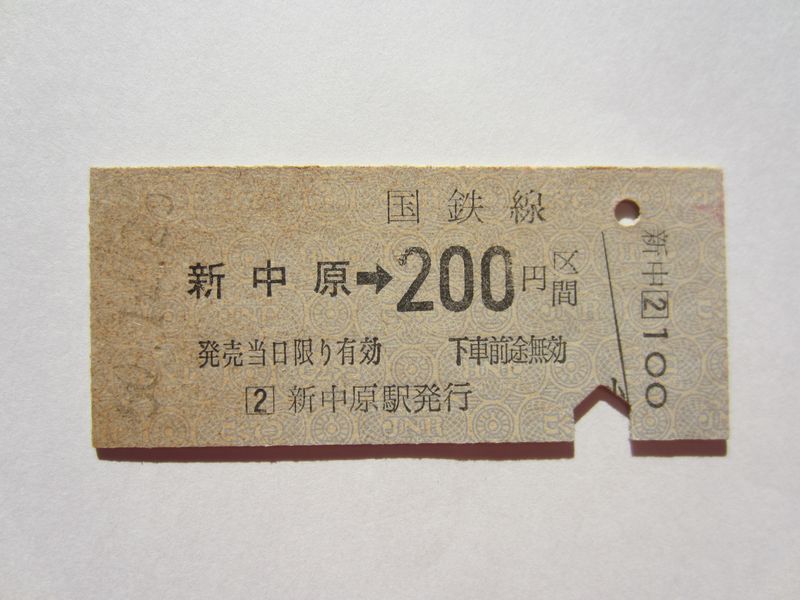 国鉄線
新中原➡200円区間
発売当日限り有効 下車前途無効
[2] 新中原駅発行
新中[2]100
小